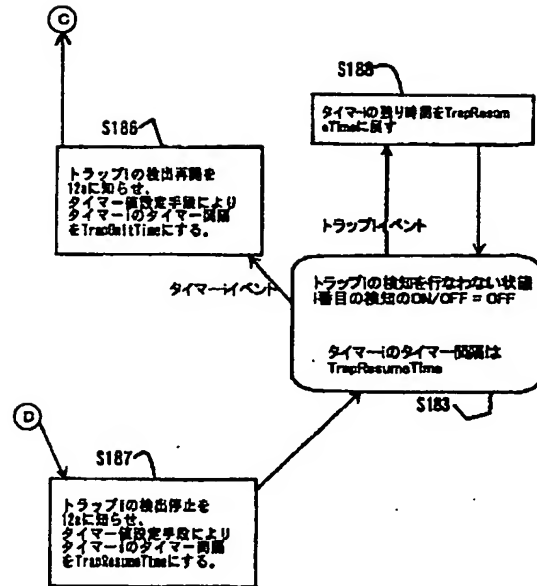 C
S188
タイマーiの残り時間をTrapResum
eTimeに戻す
S186
トラップiの検出再開を
12aに知らせ、
タイマー値設定手段により
タイマーiのタイマー間隔
をTrapOmitTimeにする。
トラップiイベント
タイマーiイベント
トラップiの検知を行なわない状態
i番目の検知のON/OFF = OFF
タイマーiのタイマー間隔は
TrapResumeTime
S183
D
S187
トラップiの検出停止を
12aに知らせ、
タイマー値設定手段により
タイマーiのタイマー間隔
をTrapResumeTimeにする。